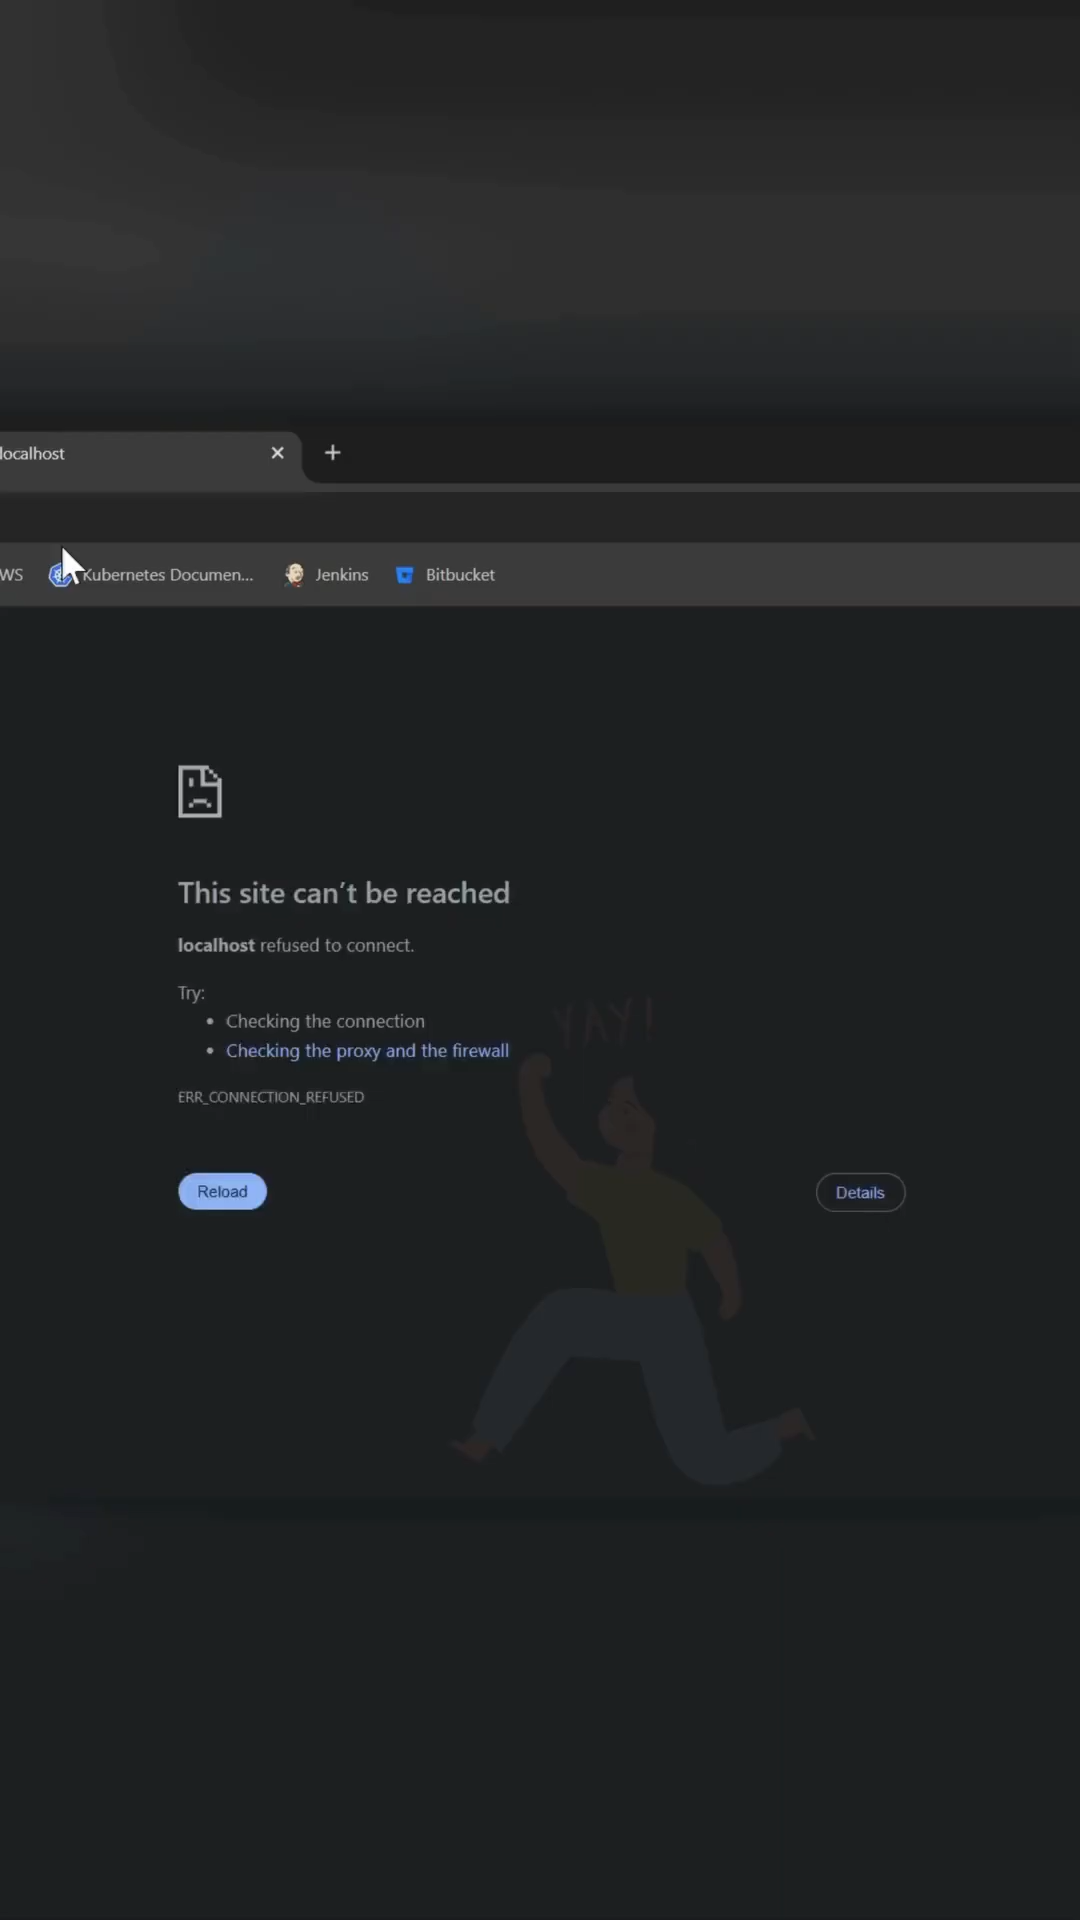 localhost
WS Kubernetes Documen... Jenkins Bitbucket
This site can't be reached
localhost refused to connect.
Try:
• Checking the connection
YAY!
• Checking the proxy and the firewall
ERR_CONNECTION_REFUSED
Reload Details